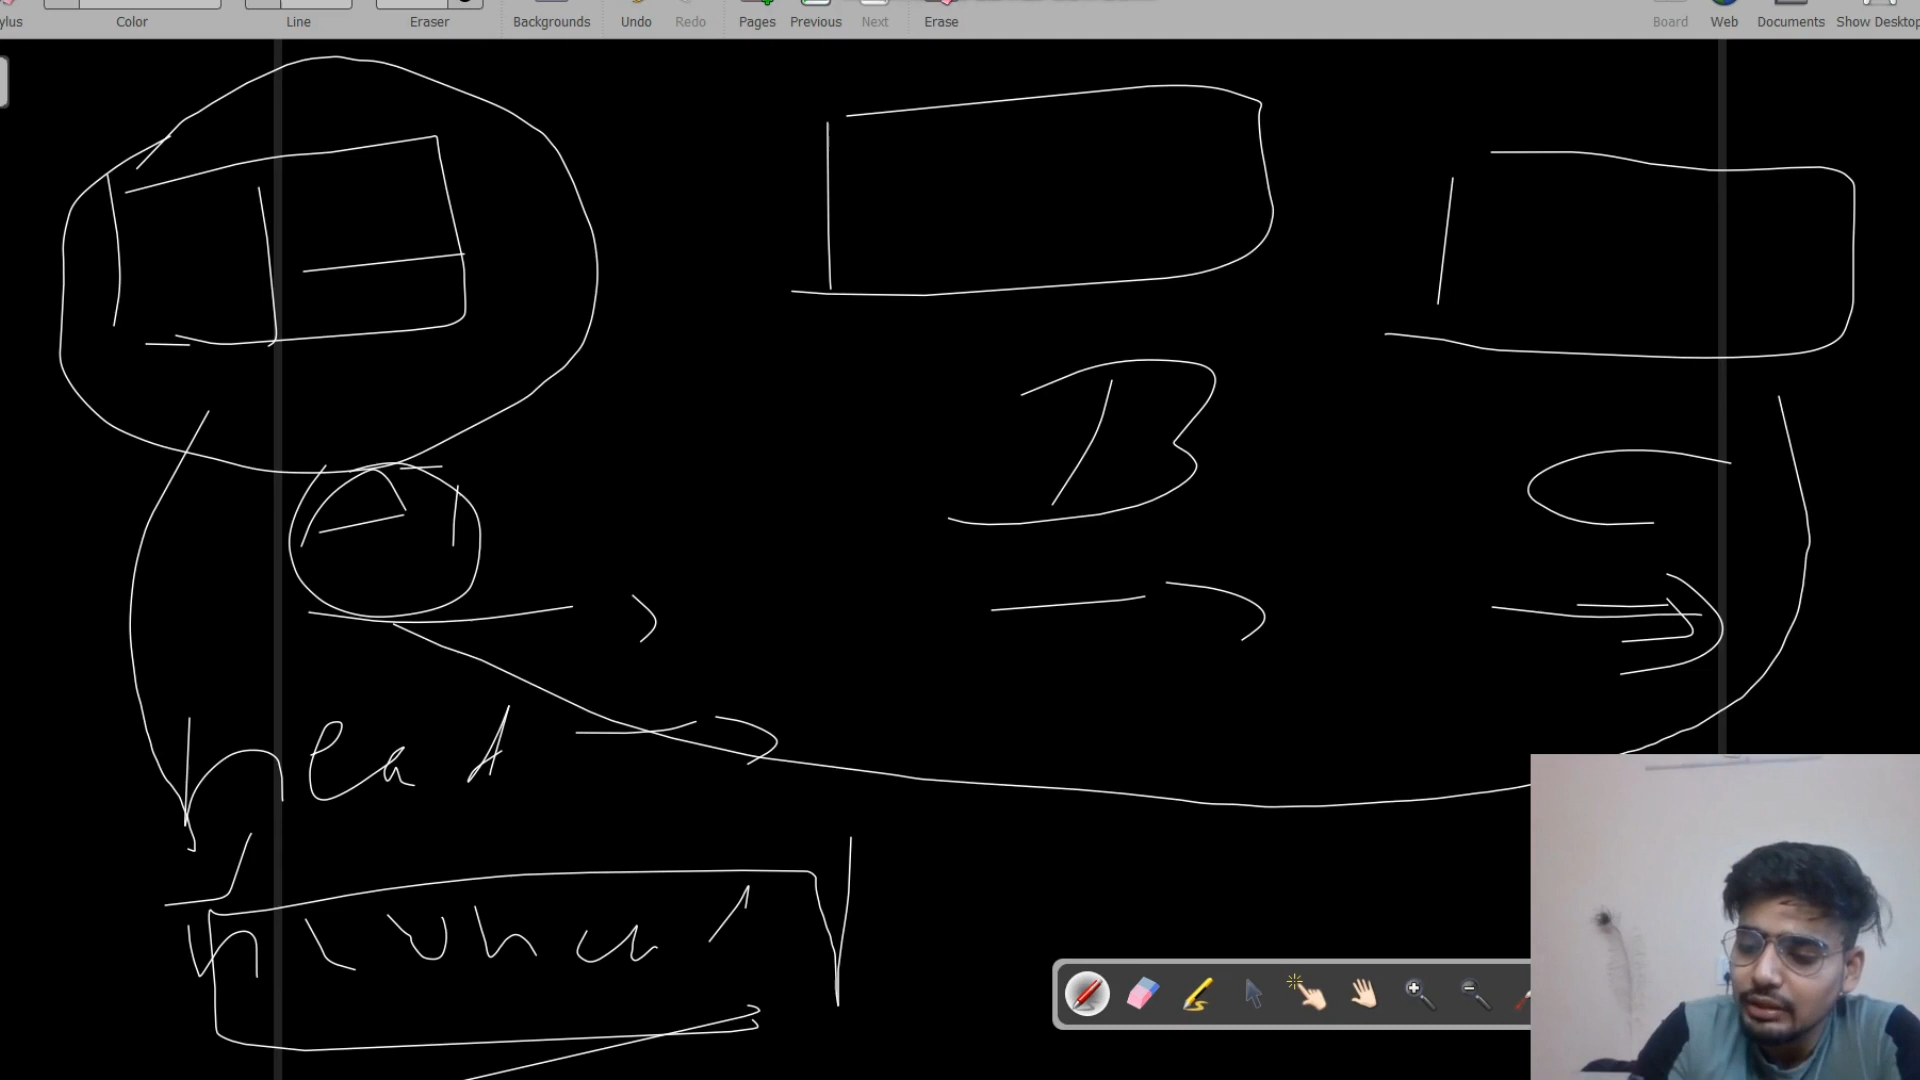 ylus Color Line Eraser Backgrounds Undo Redo Pages Previous Next Erase Board Web Documents Show Desktop
A B C
head